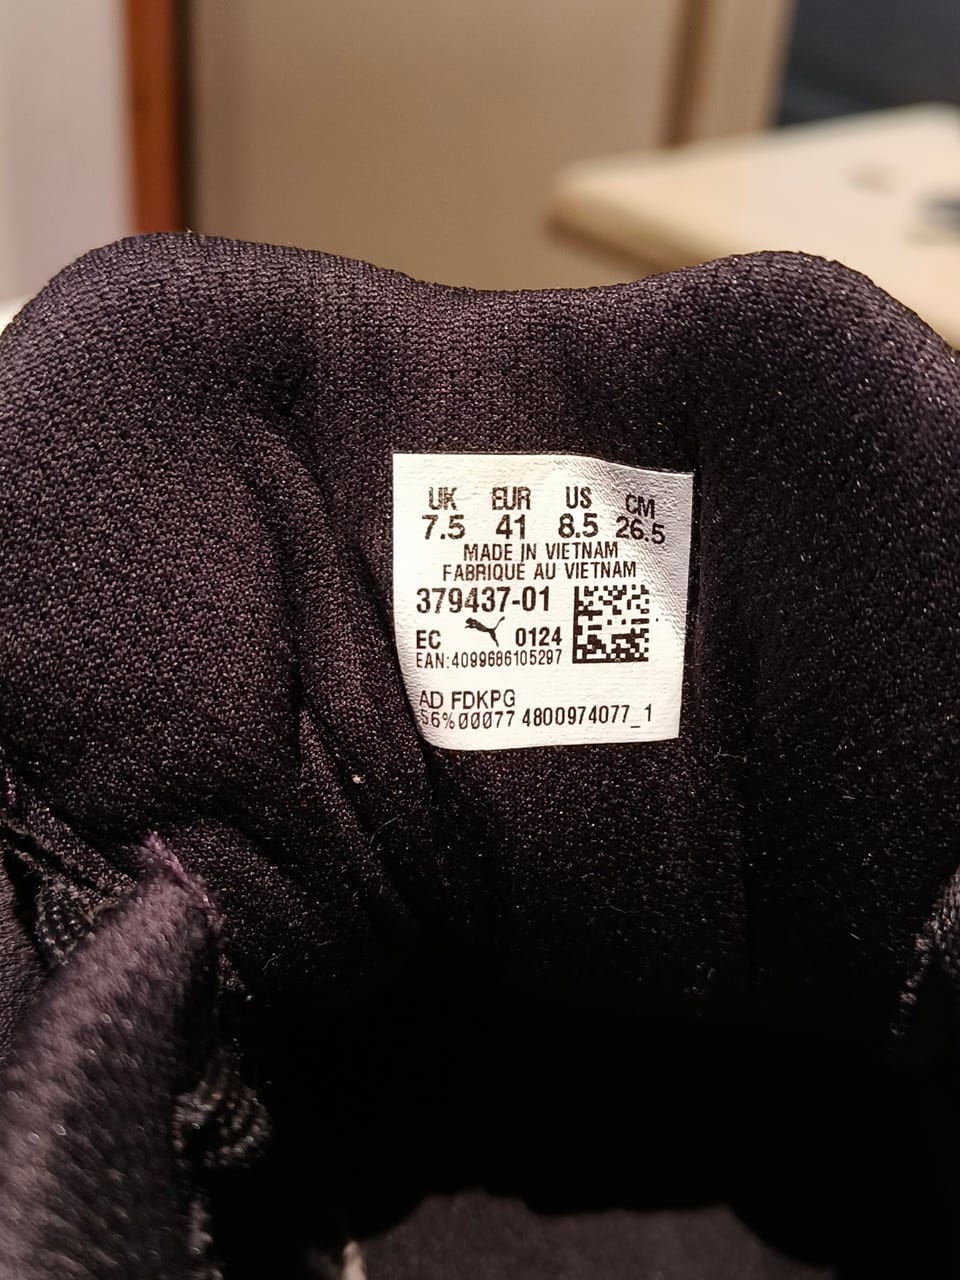 UK EUR US CM
7.5 41 8.5 26.5
MADE IN VIETNAM
FABRIQUÉ AU VIETNAM
379437-01
EC 0124
EAN:4099686105297
AD FDKPG
56%00077 4800974077_1